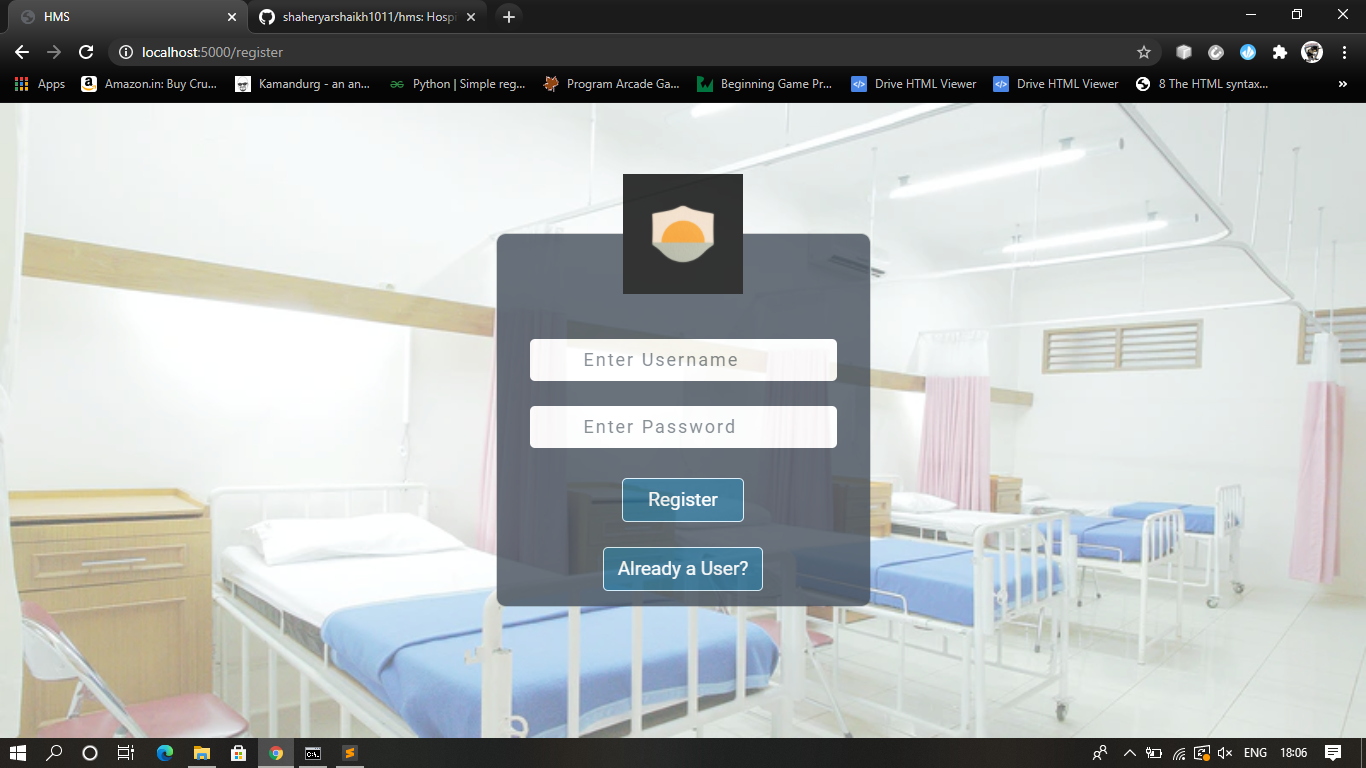 HMS
shaheryarshaikh1011/hms: Hosp
localhost:5000/register
Apps
Amazon.in: Buy Cru...
Kamandurg - an an...
Python | Simple reg...
Program Arcade Ga...
Beginning Game Pr...
Drive HTML Viewer
Drive HTML Viewer
8 The HTML syntax...
»
Enter Username
Enter Password
Register
Already a User?
ENG
18:06